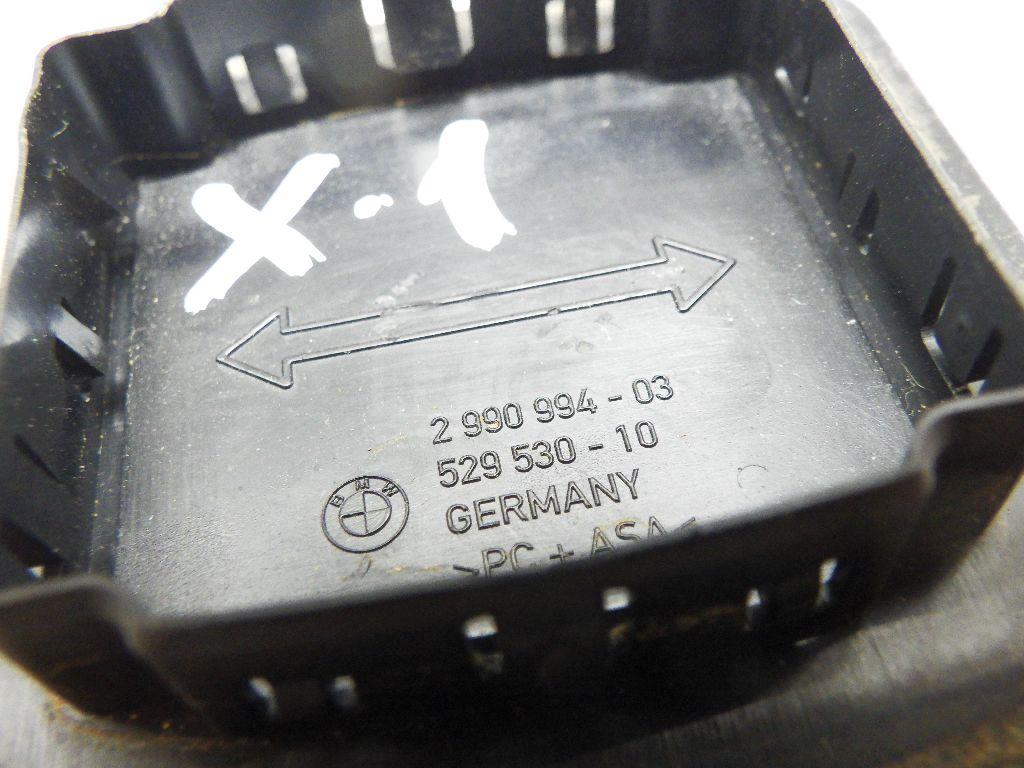 X-1
2 990 994-03
529 530-10
BMW
GERMANY
>PC + ASA<